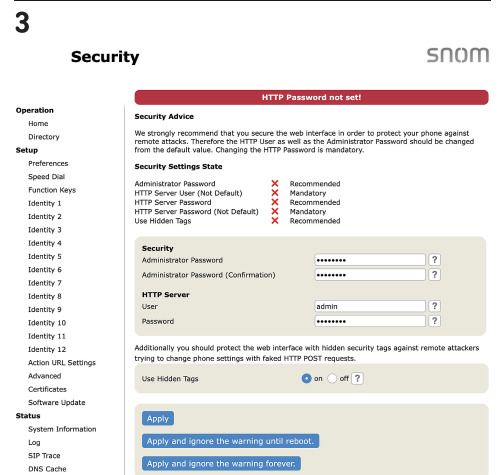 3
Security
snom
HTTP Password not set!
Operation
Home
Directory
Setup
Preferences
Speed Dial
Function Keys
Identity 1
Identity 2
Identity 3
Identity 4
Identity 5
Identity 6
Identity 7
Identity 8
Identity 9
Identity 10
Identity 11
Identity 12
Action URL Settings
Advanced
Certificates
Software Update
Status
System Information
Log
SIP Trace
DNS Cache
Security Advice
We strongly recommend that you secure the web interface in order to protect your phone against
remote attacks. Therefore the HTTP User as well as the Administrator Password should be changed
from the default value. Changing the HTTP Password is mandatory.
Security Settings State
Administrator Password ✗ Recommended
HTTP Server User (Not Default) ✗ Mandatory
HTTP Server Password ✗ Recommended
HTTP Server Password (Not Default) ✗ Mandatory
Use Hidden Tags ✗ Recommended
Security
Administrator Password •••••••• ?
Administrator Password (Confirmation) •••••••• ?
HTTP Server
User admin ?
Password •••••••• ?
Additionally you should protect the web interface with hidden security tags against remote attackers
trying to change phone settings with faked HTTP POST requests.
Use Hidden Tags on off ?
Apply
Apply and ignore the warning until reboot.
Apply and ignore the warning forever.